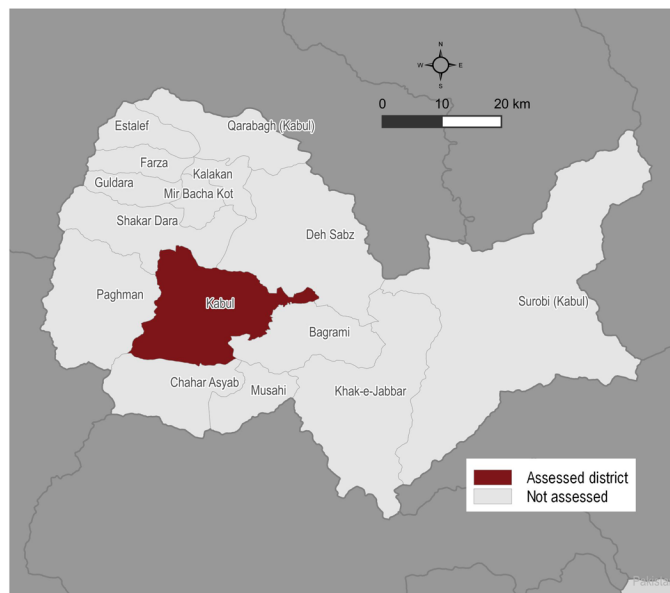 N
W E
S
0 10 20 km
Estalef
Qarabagh (Kabul)
Farza
Kalakan
Guldara
Mir Bacha Kot
Shakar Dara
Deh Sabz
Paghman
Kabul
Surobi (Kabul)
Bagrami
Chahar Asyab
Musahi
Khak-e-Jabbar
Assessed district
Not assessed